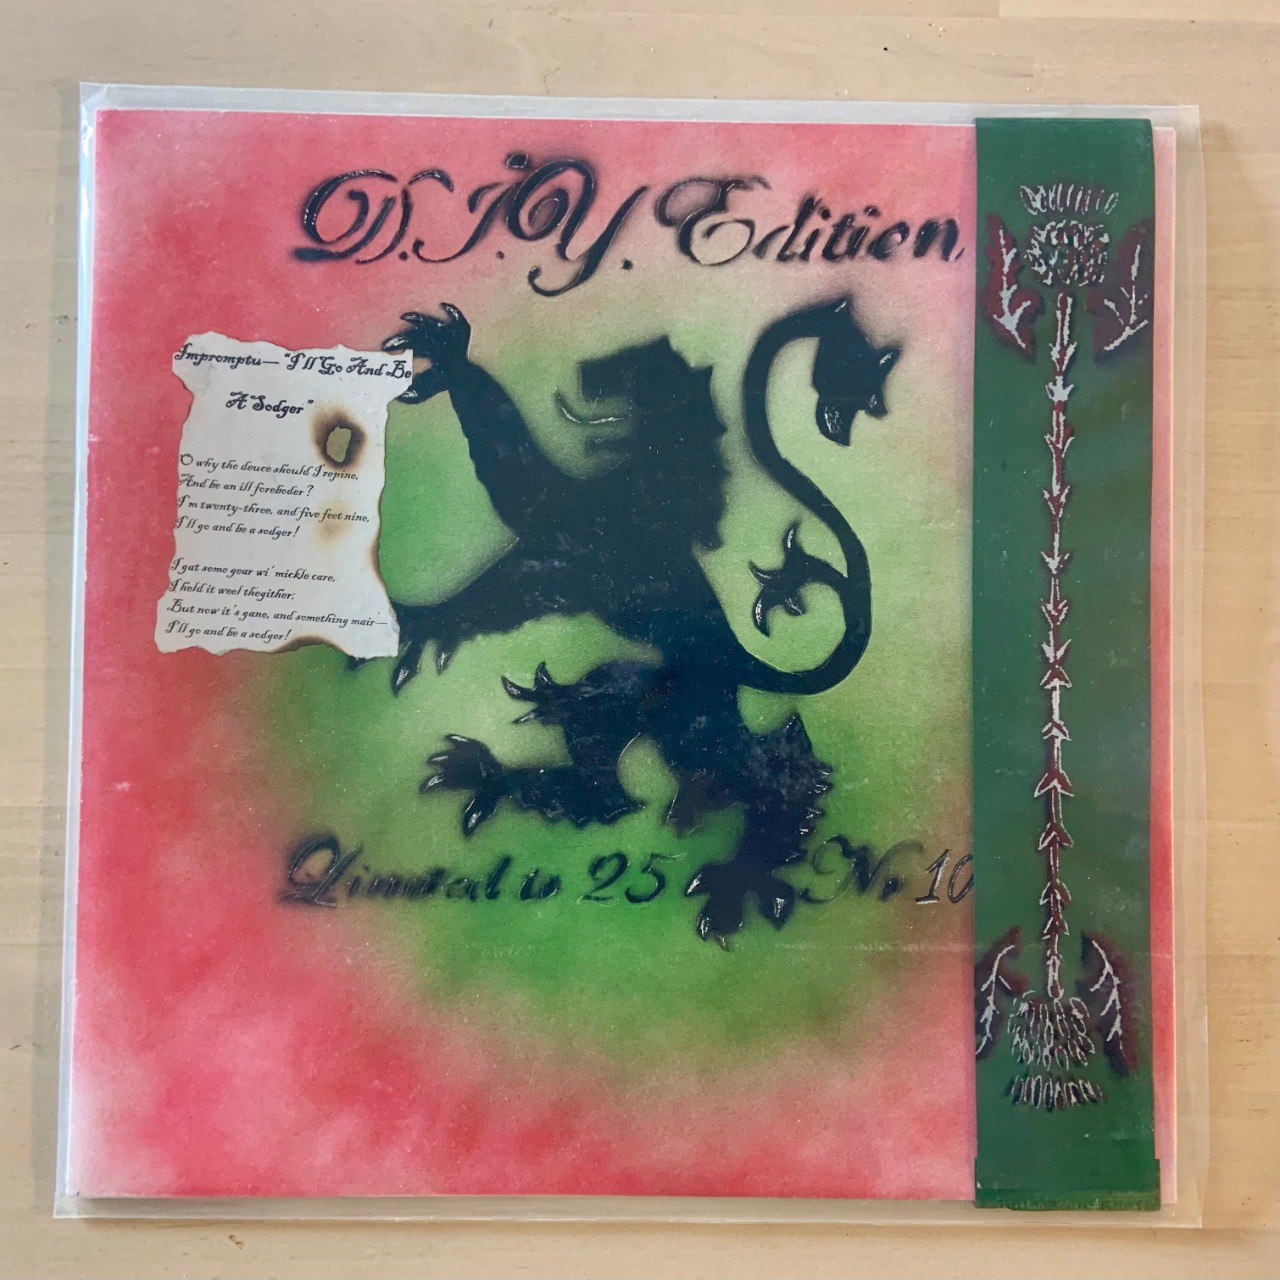 D.I.Y. Edition
Impromptu—"I'll Go And Be
A Sodger"
O why the deuce should I repine,
And be an ill foreboder?
I'm twenty-three, and five feet nine,
I'll go and be a sodger!
I gat some gear wi' mickle care,
I held it weel thegither;
But now it's gane, and something mair—
I'll go and be a sodger!
Limited to 25 Nr 10